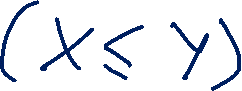 (x ≤ y)